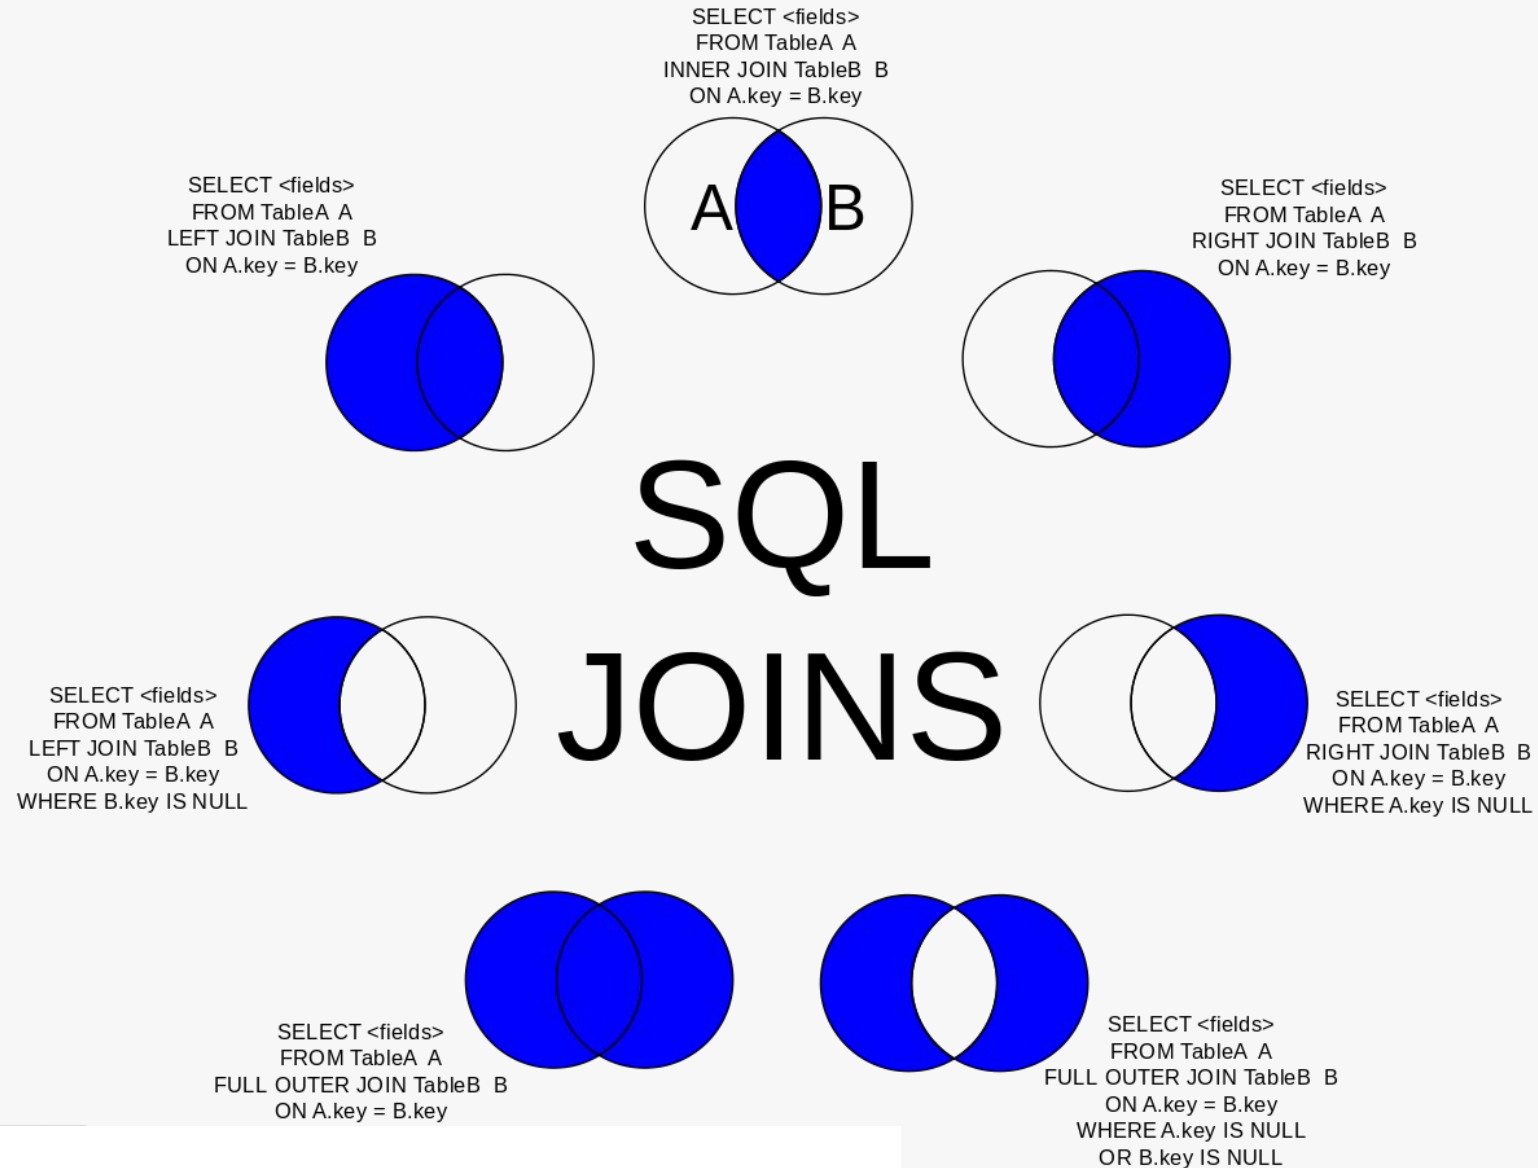 SELECT <fields>
FROM TableA A
INNER JOIN TableB B
ON A.key = B.key
A B
SELECT <fields>
FROM TableA A
LEFT JOIN TableB B
ON A.key = B.key
SELECT <fields>
FROM TableA A
RIGHT JOIN TableB B
ON A.key = B.key
SQL
JOINS
SELECT <fields>
FROM TableA A
LEFT JOIN TableB B
ON A.key = B.key
WHERE B.key IS NULL
SELECT <fields>
FROM TableA A
RIGHT JOIN TableB B
ON A.key = B.key
WHERE A.key IS NULL
SELECT <fields>
FROM TableA A
FULL OUTER JOIN TableB B
ON A.key = B.key
SELECT <fields>
FROM TableA A
FULL OUTER JOIN TableB B
ON A.key = B.key
WHERE A.key IS NULL
OR B.key IS NULL